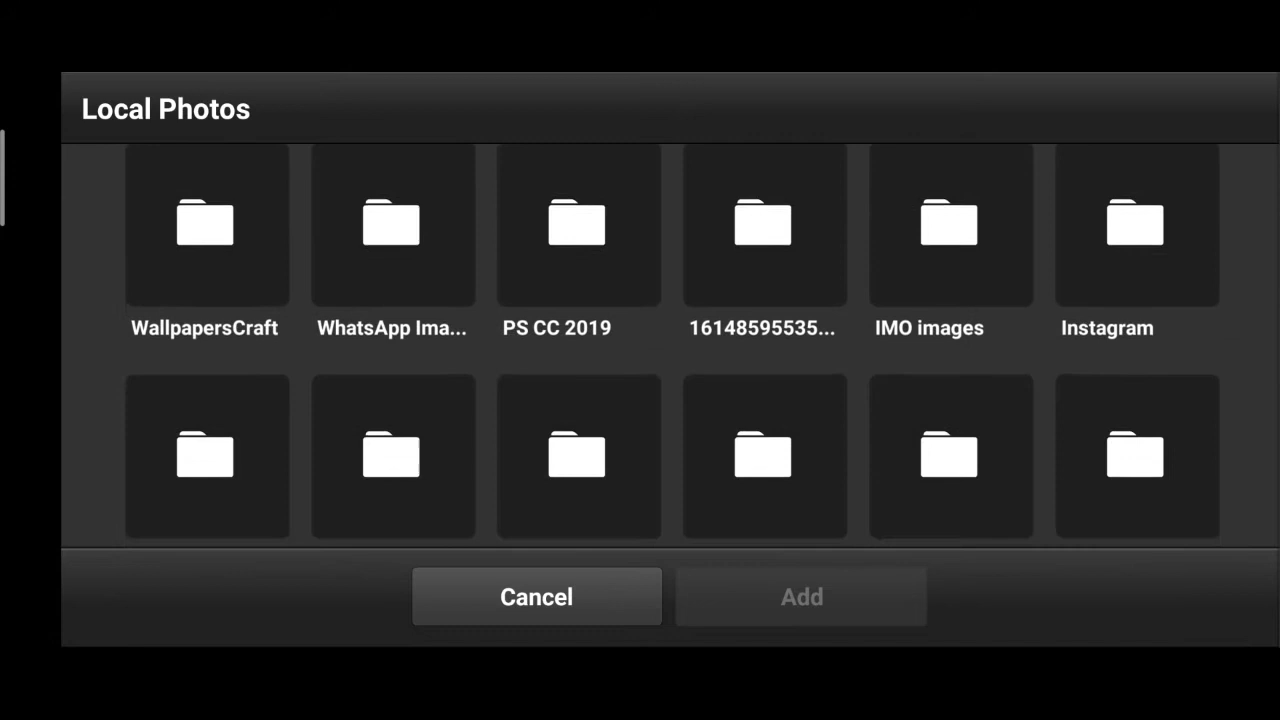 Local Photos
WallpapersCraft
WhatsApp Ima...
PS CC 2019
16148595535...
IMO images
Instagram
Cancel
Add